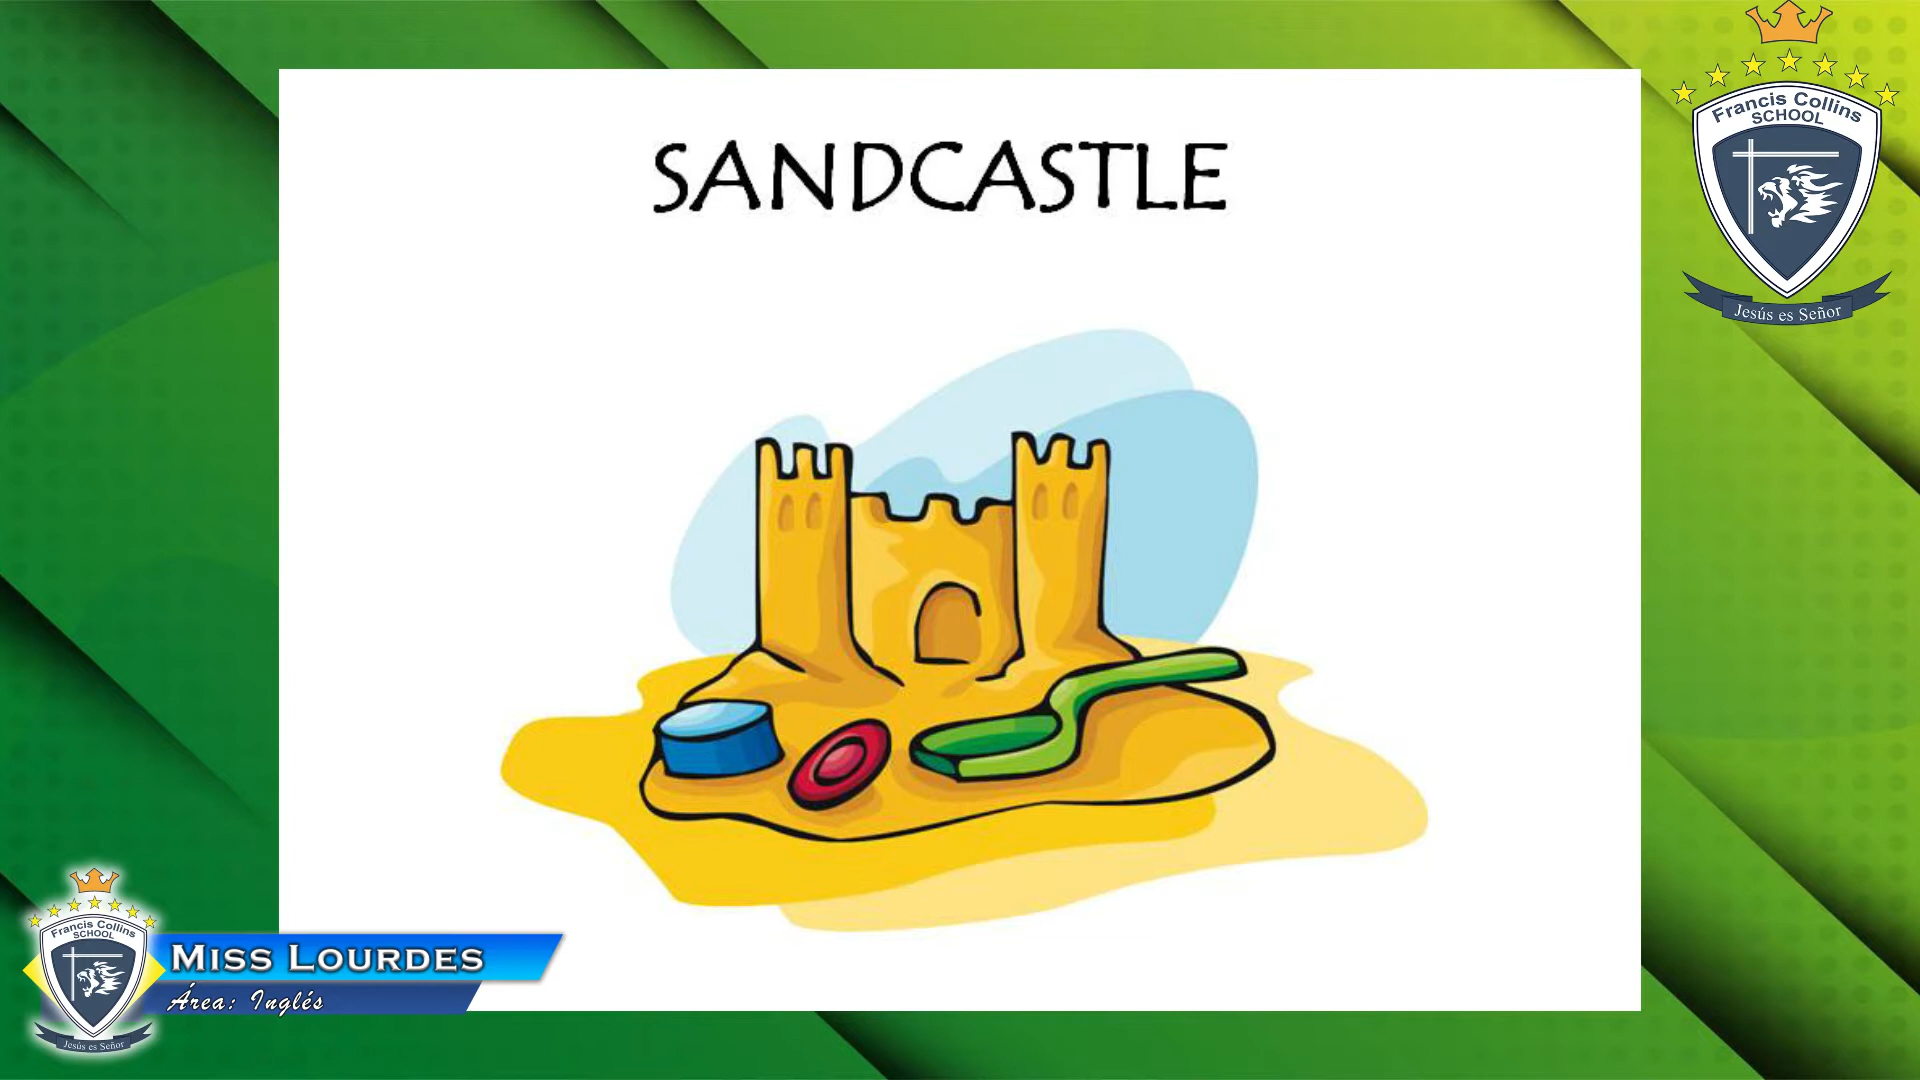 SANDCASTLE
Francis Collins
SCHOOL
Jesús es Señor
Francis Collins
SCHOOL
Jesús es Señor
MISS LOURDES
Área: Inglés